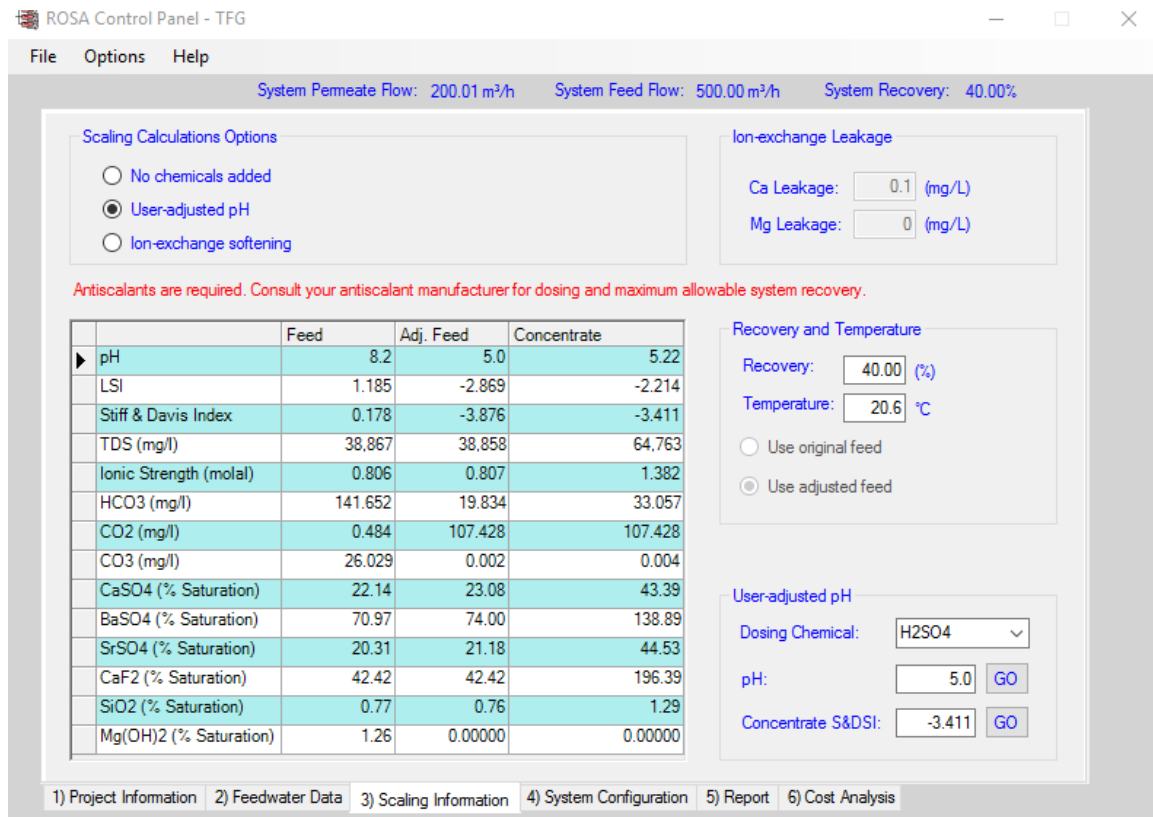 ROSA Control Panel - TFG
File Options Help
System Permeate Flow: 200.01 m³/h System Feed Flow: 500.00 m³/h System Recovery: 40.00%
Scaling Calculations Options
No chemicals added
User-adjusted pH
Ion-exchange softening
Ion-exchange Leakage
Ca Leakage: 0.1 (mg/L)
Mg Leakage: 0 (mg/L)
Antiscalants are required. Consult your antiscalant manufacturer for dosing and maximum allowable system recovery.
Feed Adj. Feed Concentrate
pH 8.2 5.0 5.22
LSI 1.185 -2.869 -2.214
Stiff & Davis Index 0.178 -3.876 -3.411
TDS (mg/l) 38,867 38,858 64,763
Ionic Strength (molal) 0.806 0.807 1.382
HCO3 (mg/l) 141.652 19.834 33.057
CO2 (mg/l) 0.484 107.428 107.428
CO3 (mg/l) 26.029 0.002 0.004
CaSO4 (% Saturation) 22.14 23.08 43.39
BaSO4 (% Saturation) 70.97 74.00 138.89
SrSO4 (% Saturation) 20.31 21.18 44.53
CaF2 (% Saturation) 42.42 42.42 196.39
SiO2 (% Saturation) 0.77 0.76 1.29
Mg(OH)2 (% Saturation) 1.26 0.00000 0.00000
Recovery and Temperature
Recovery: 40.00 (%)
Temperature: 20.6 °C
Use original feed
Use adjusted feed
User-adjusted pH
Dosing Chemical: H2SO4
pH: 5.0 GO
Concentrate S&DSI: -3.411 GO
1) Project Information 2) Feedwater Data 3) Scaling Information 4) System Configuration 5) Report 6) Cost Analysis